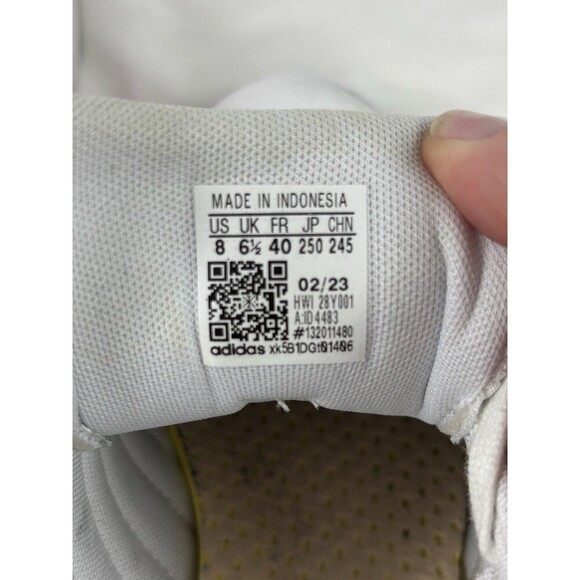 MADE IN INDONESIA
US UK FR JP CHN
8 6½ 40 250 245
02/23
HWI 28Y001
A:ID4483
#132011480
adidas xk5B1DGt01406